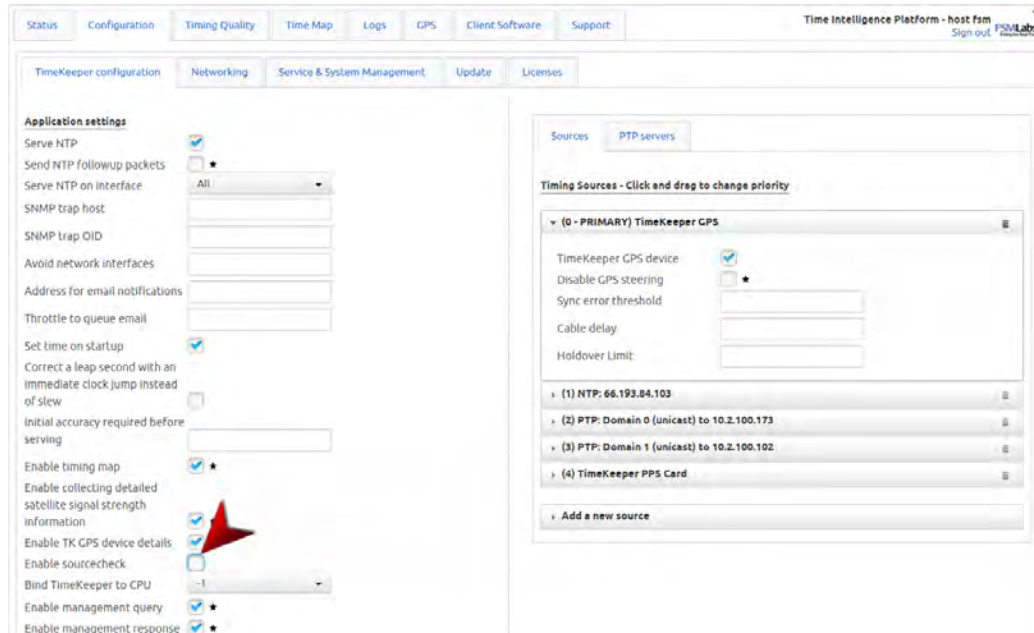 Status Configuration Timing Quality Time Map Logs GPS Client Software Support
Time Intelligence Platform - host fsm
Sign out FSMLabs
TimeKeeper configuration Networking Service & System Management Update Licenses
Application settings
Serve NTP
Send NTP followup packets ★
Serve NTP on interface All
SNMP trap host
SNMP trap OID
Avoid network interfaces
Address for email notifications
Throttle to queue email
Set time on startup
Correct a leap second with an
immediate clock jump instead
of slew
Initial accuracy required before
serving
Enable timing map ★
Enable collecting detailed
satellite signal strength
information
Enable TK GPS device details
Enable sourcecheck
Bind TimeKeeper to CPU -1
Enable management query ★
Enable management response ★
Sources PTP servers
Timing Sources - Click and drag to change priority
(0 - PRIMARY) TimeKeeper GPS
TimeKeeper GPS device
Disable GPS steering ★
Sync error threshold
Cable delay
Holdover Limit
(1) NTP: 66.193.84.103
(2) PTP: Domain 0 (unicast) to 10.2.100.173
(3) PTP: Domain 1 (unicast) to 10.2.100.102
(4) TimeKeeper PPS Card
Add a new source